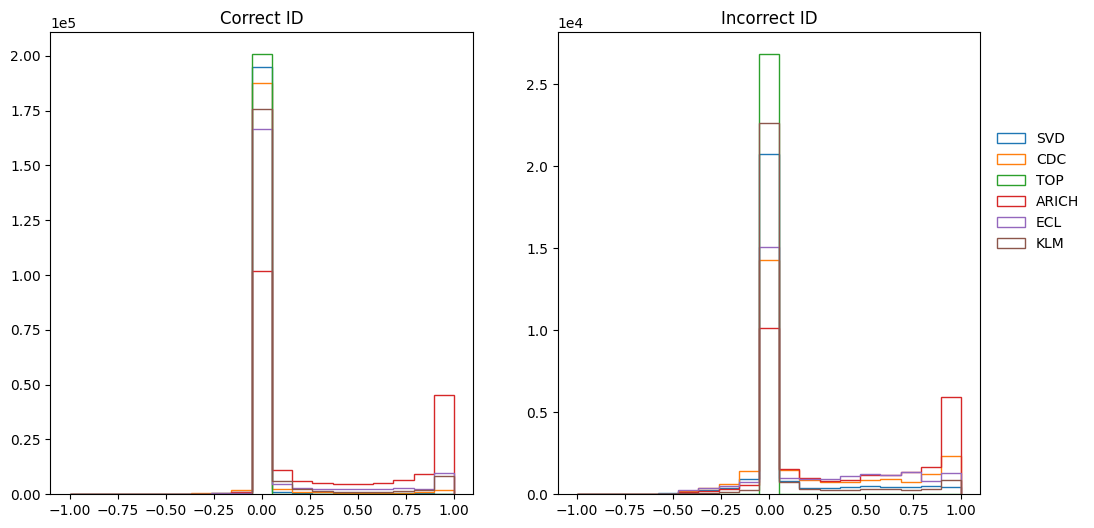 Correct ID
1e5
2.00
1.75
1.50
1.25
1.00
0.75
0.50
0.25
0.00
−1.00 −0.75 −0.50 −0.25 0.00 0.25 0.50 0.75 1.00
Incorrect ID
1e4
2.5
2.0
1.5
1.0
0.5
0.0
−1.00 −0.75 −0.50 −0.25 0.00 0.25 0.50 0.75 1.00
SVD
CDC
TOP
ARICH
ECL
KLM